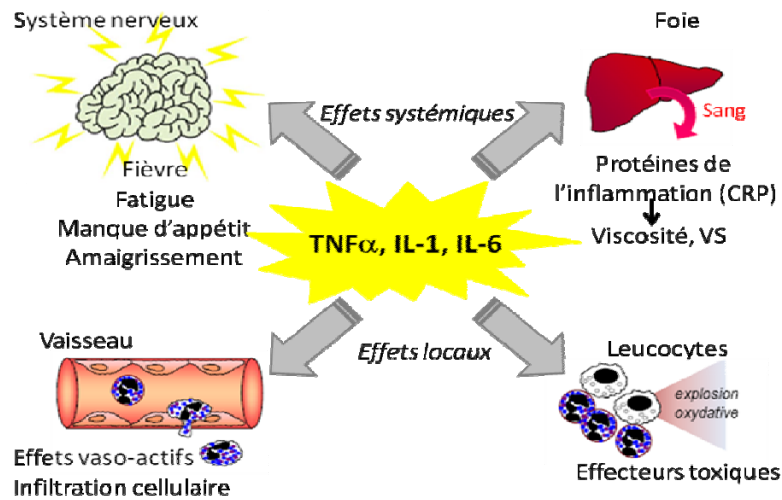 Système nerveux
Foie
Effets systémiques
Sang
Fièvre
Fatigue
Manque d'appétit
Amaigrissement
Protéines de
l'inflammation (CRP)
Viscosité, VS
TNFα, IL-1, IL-6
Vaisseau
Effets locaux
Leucocytes
explosion
oxydative
Effets vaso-actifs
Infiltration cellulaire
Effecteurs toxiques